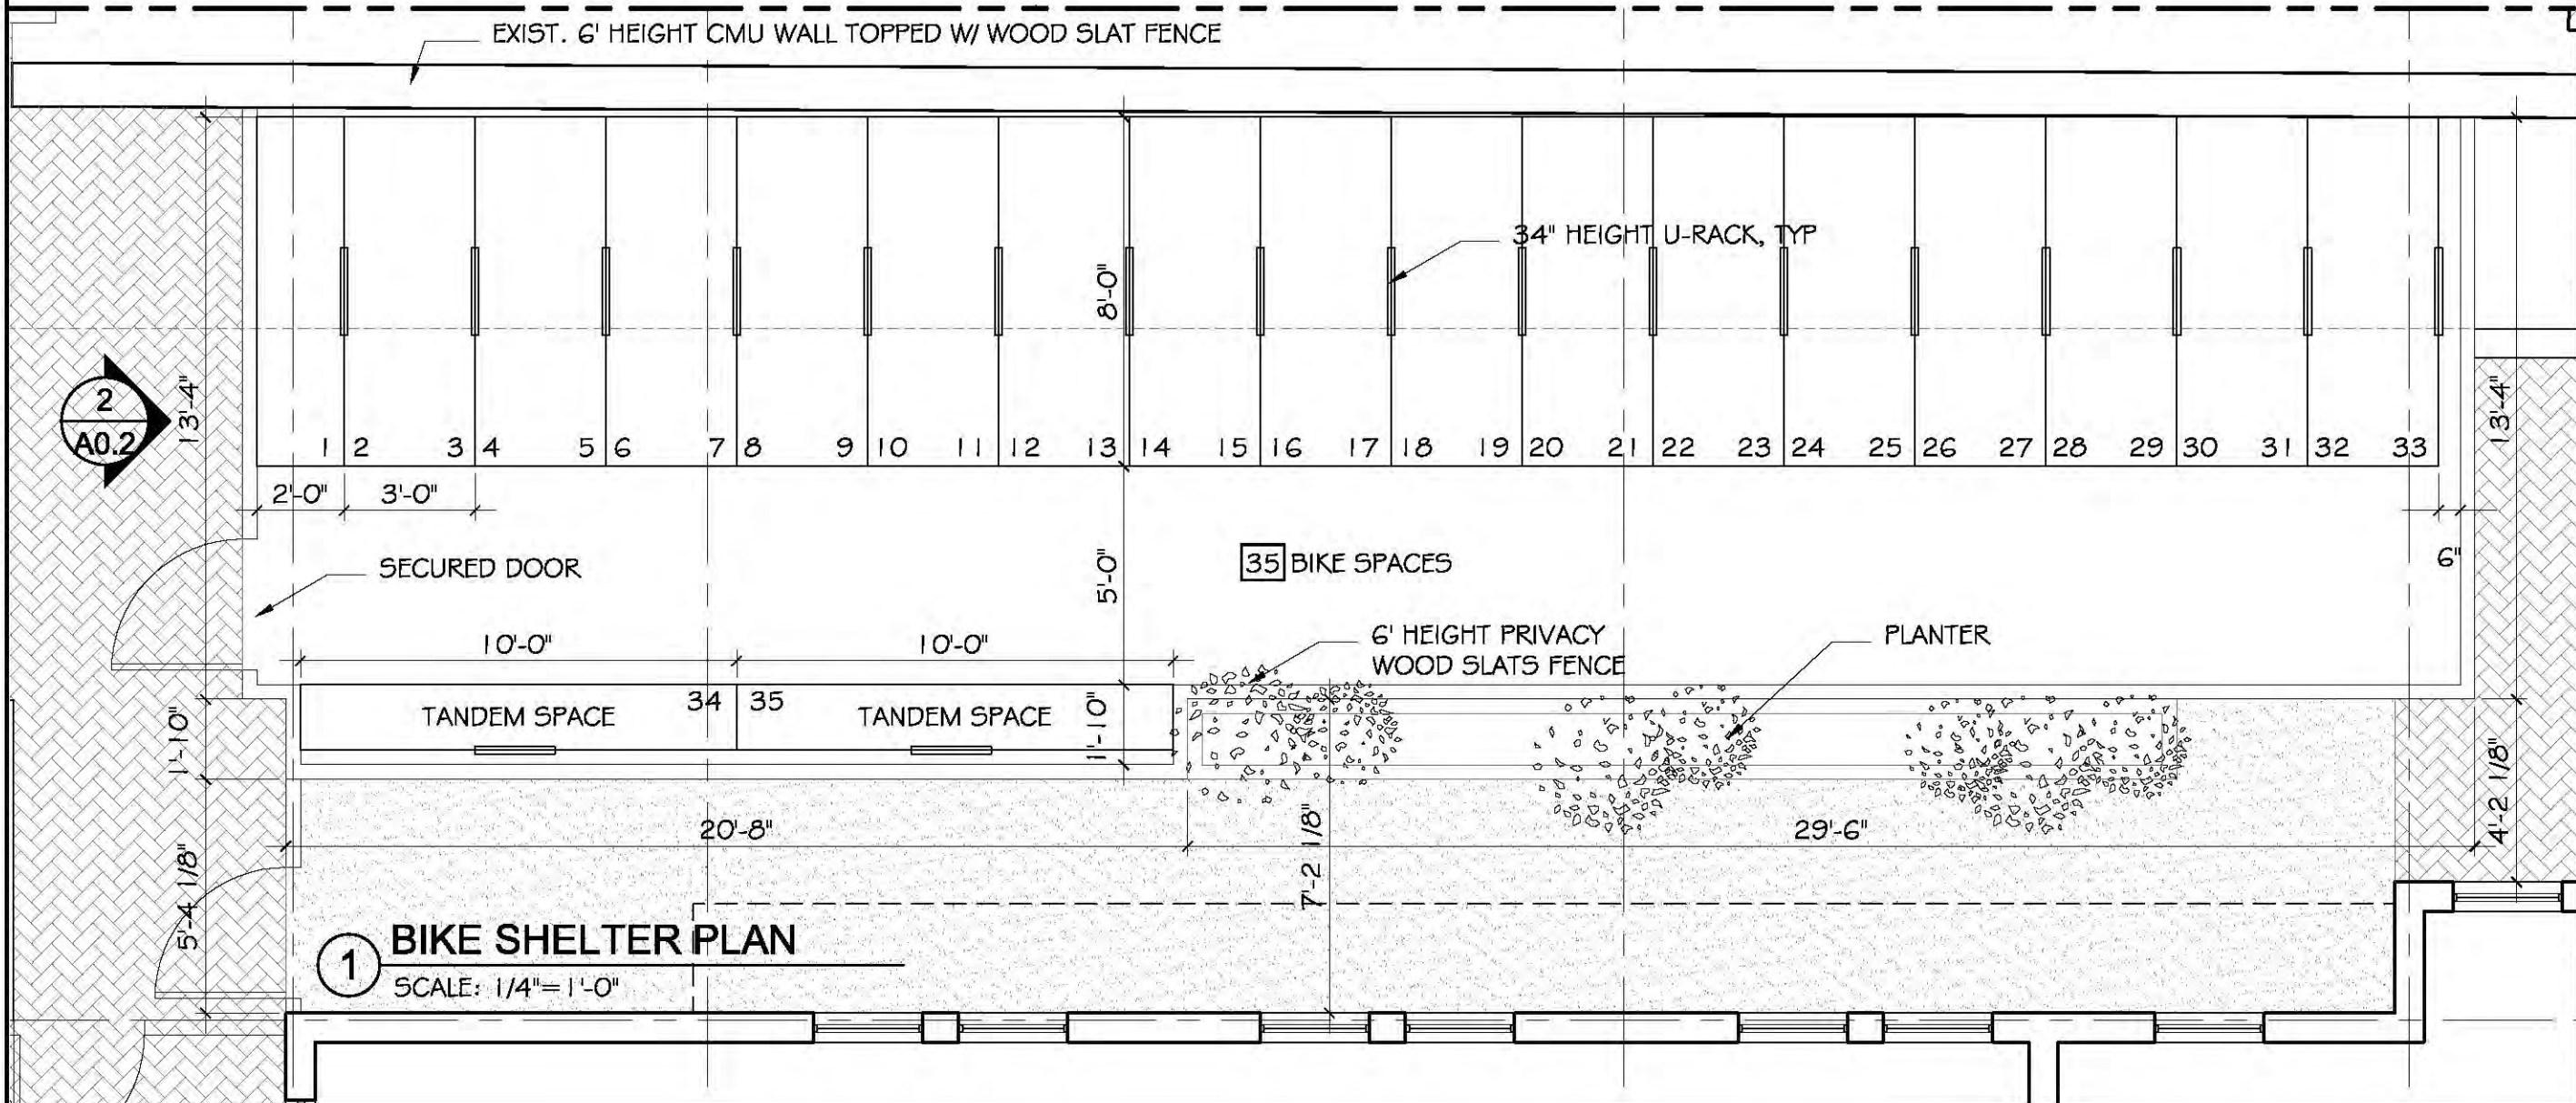 EXIST. 6' HEIGHT CMU WALL TOPPED W/ WOOD SLAT FENCE
34" HEIGHT U-RACK, TYP
8'-0"
2
A0.2
13'-4"
13'-4"
1 2 3 4 5 6 7 8 9 10 11 12 13 14 15 16 17 18 19 20 21 22 23 24 25 26 27 28 29 30 31 32 33
2'-0" 3'-0"
SECURED DOOR
5'-0"
35 BIKE SPACES
6"
10'-0" 10'-0"
6' HEIGHT PRIVACY
WOOD SLATS FENCE
PLANTER
TANDEM SPACE 34 35 TANDEM SPACE
1'-10"
1'-10"
4'-2 1/8"
20'-8"
29'-6"
7'-2 1/8"
5'-4 1/8"
1 BIKE SHELTER PLAN
SCALE: 1/4"=1'-0"